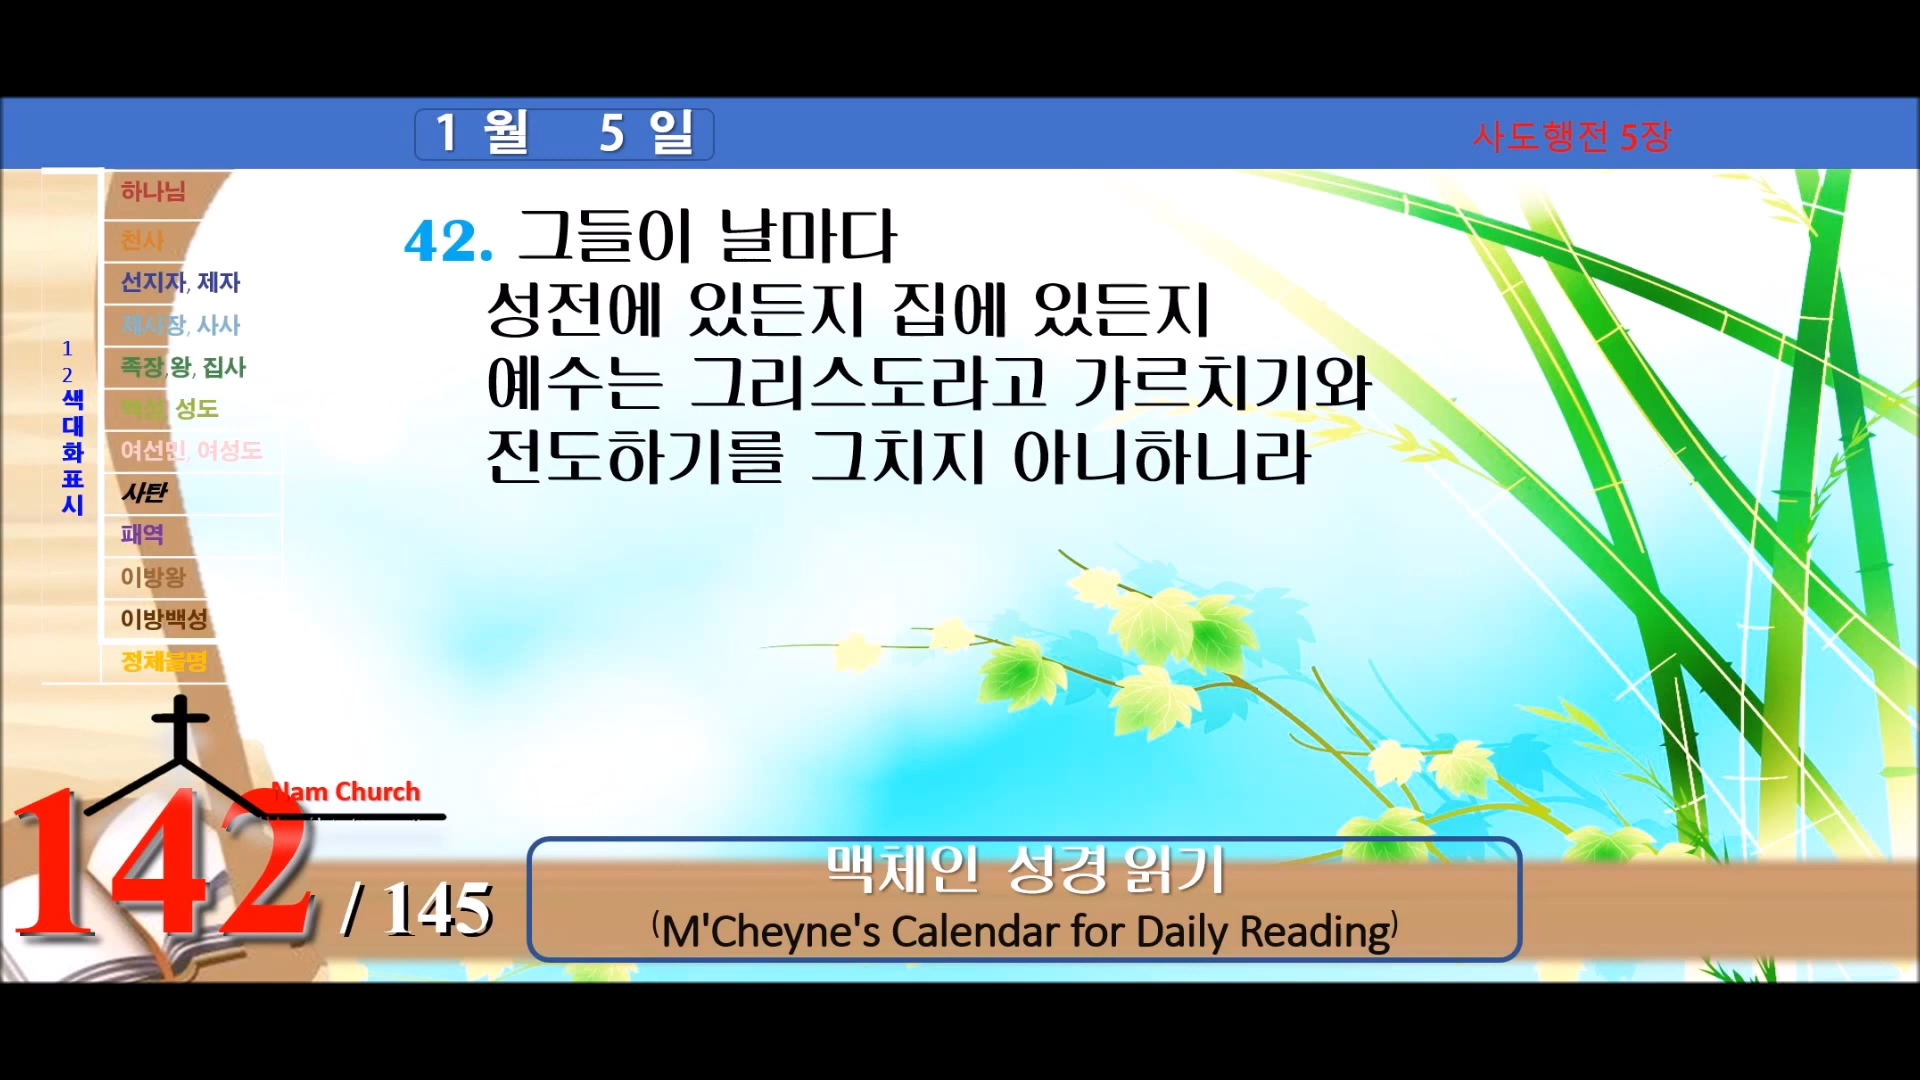 1 월 5 일
사도행전 5장
하나님
천사
선지자, 제자
제사장, 사사
족장,왕, 집사
백성, 성도
여선민, 여성도
사탄
패역
이방왕
이방백성
정체불명
12색대화표시
42. 그들이 날마다
성전에 있든지 집에 있든지
예수는 그리스도라고 가르치기와
전도하기를 그치지 아니하니라
Nam Church
142 / 145
맥체인 성경 읽기
(M'Cheyne's Calendar for Daily Reading)